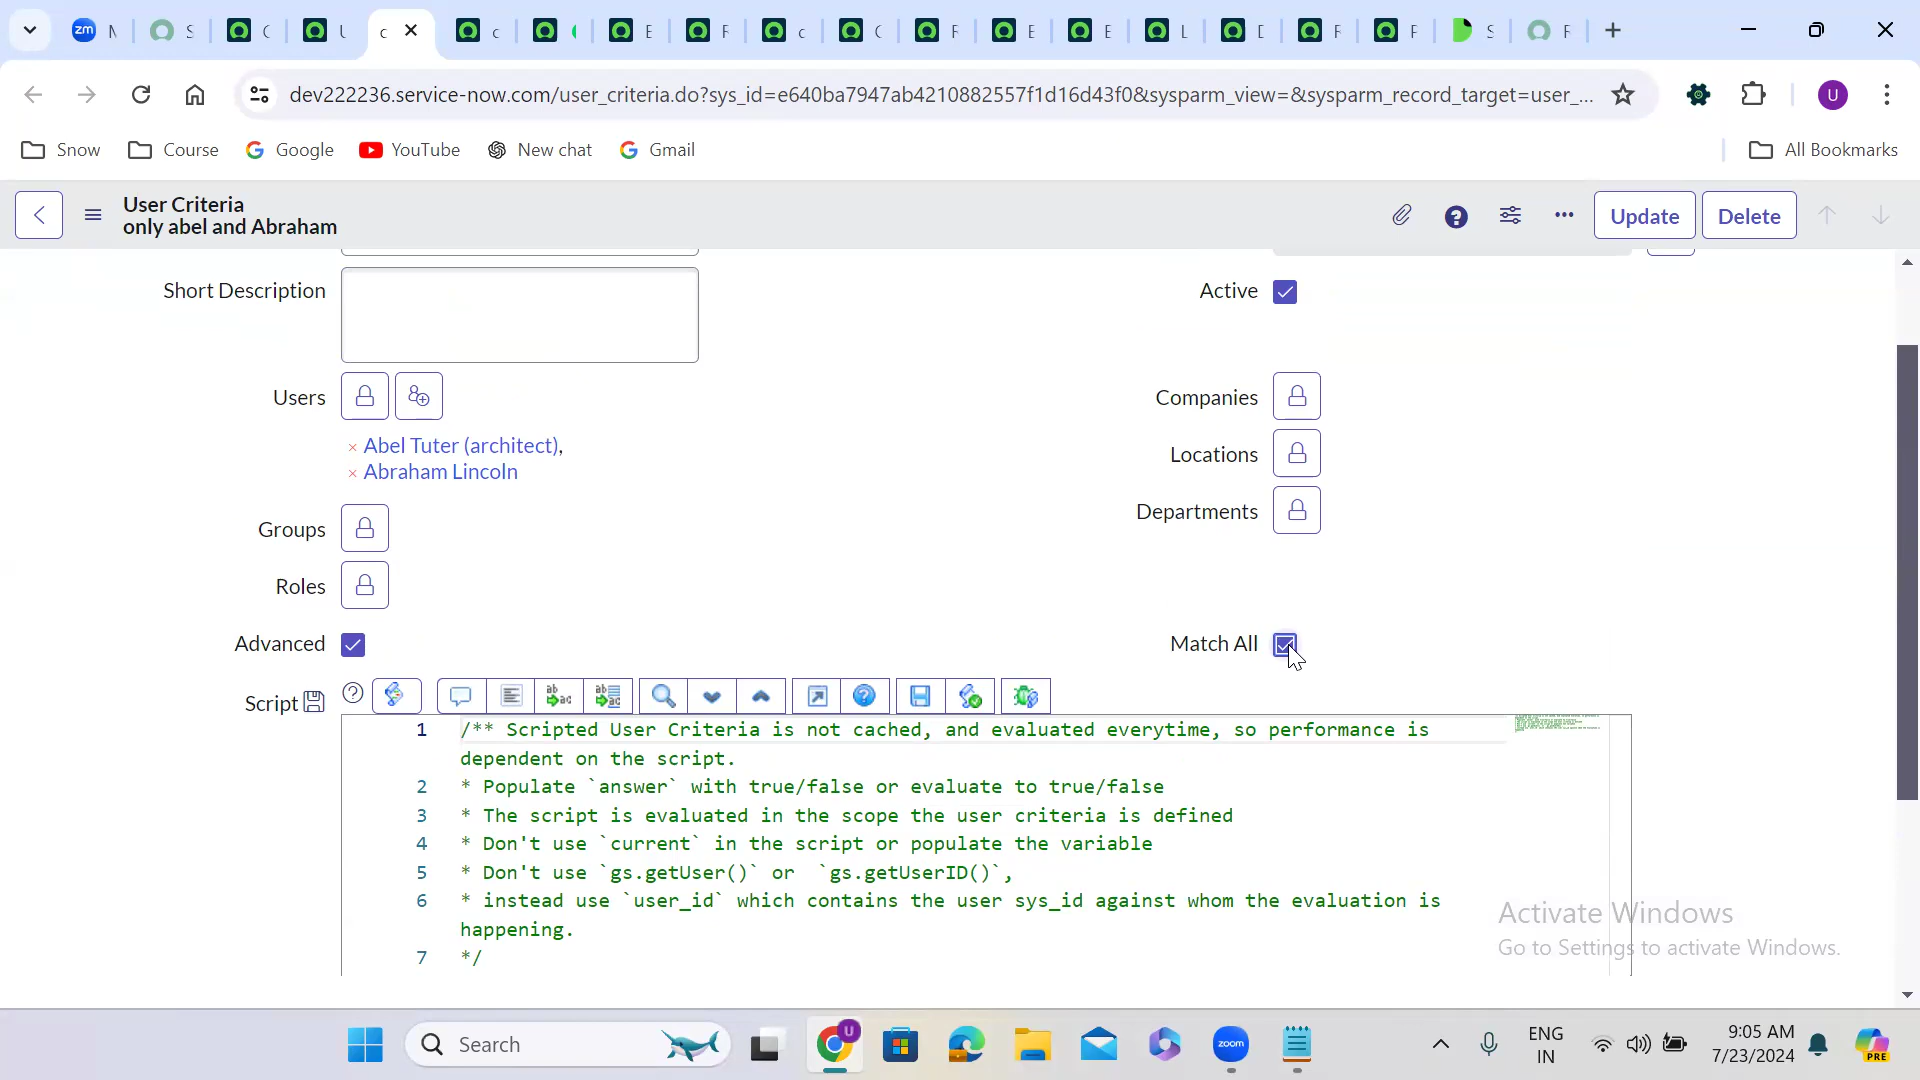 zm
dev222236.service-now.com/user_criteria.do?sys_id=e640ba7947ab4210882557f1d16d43f0&sysparm_view=&sysparm_record_target=user_...
U
Snow
Course
Google
YouTube
New chat
Gmail
All Bookmarks
User Criteria
only abel and Abraham
Update
Delete
Short Description
Active
Users
Companies
Abel Tuter (architect),
Abraham Lincoln
Locations
Groups
Departments
Roles
Advanced
Match All
Script
1 /** Scripted User Criteria is not cached, and evaluated everytime, so performance is
dependent on the script.
2 * Populate `answer` with true/false or evaluate to true/false
3 * The script is evaluated in the scope the user criteria is defined
4 * Don't use `current` in the script or populate the variable
5 * Don't use `gs.getUser()` or `gs.getUserID()`,
6 * instead use `user_id` which contains the user sys_id against whom the evaluation is
happening.
7 */
Activate Windows
Go to Settings to activate Windows.
Search
U
zoom
ENG
IN
9:05 AM
7/23/2024
PRE